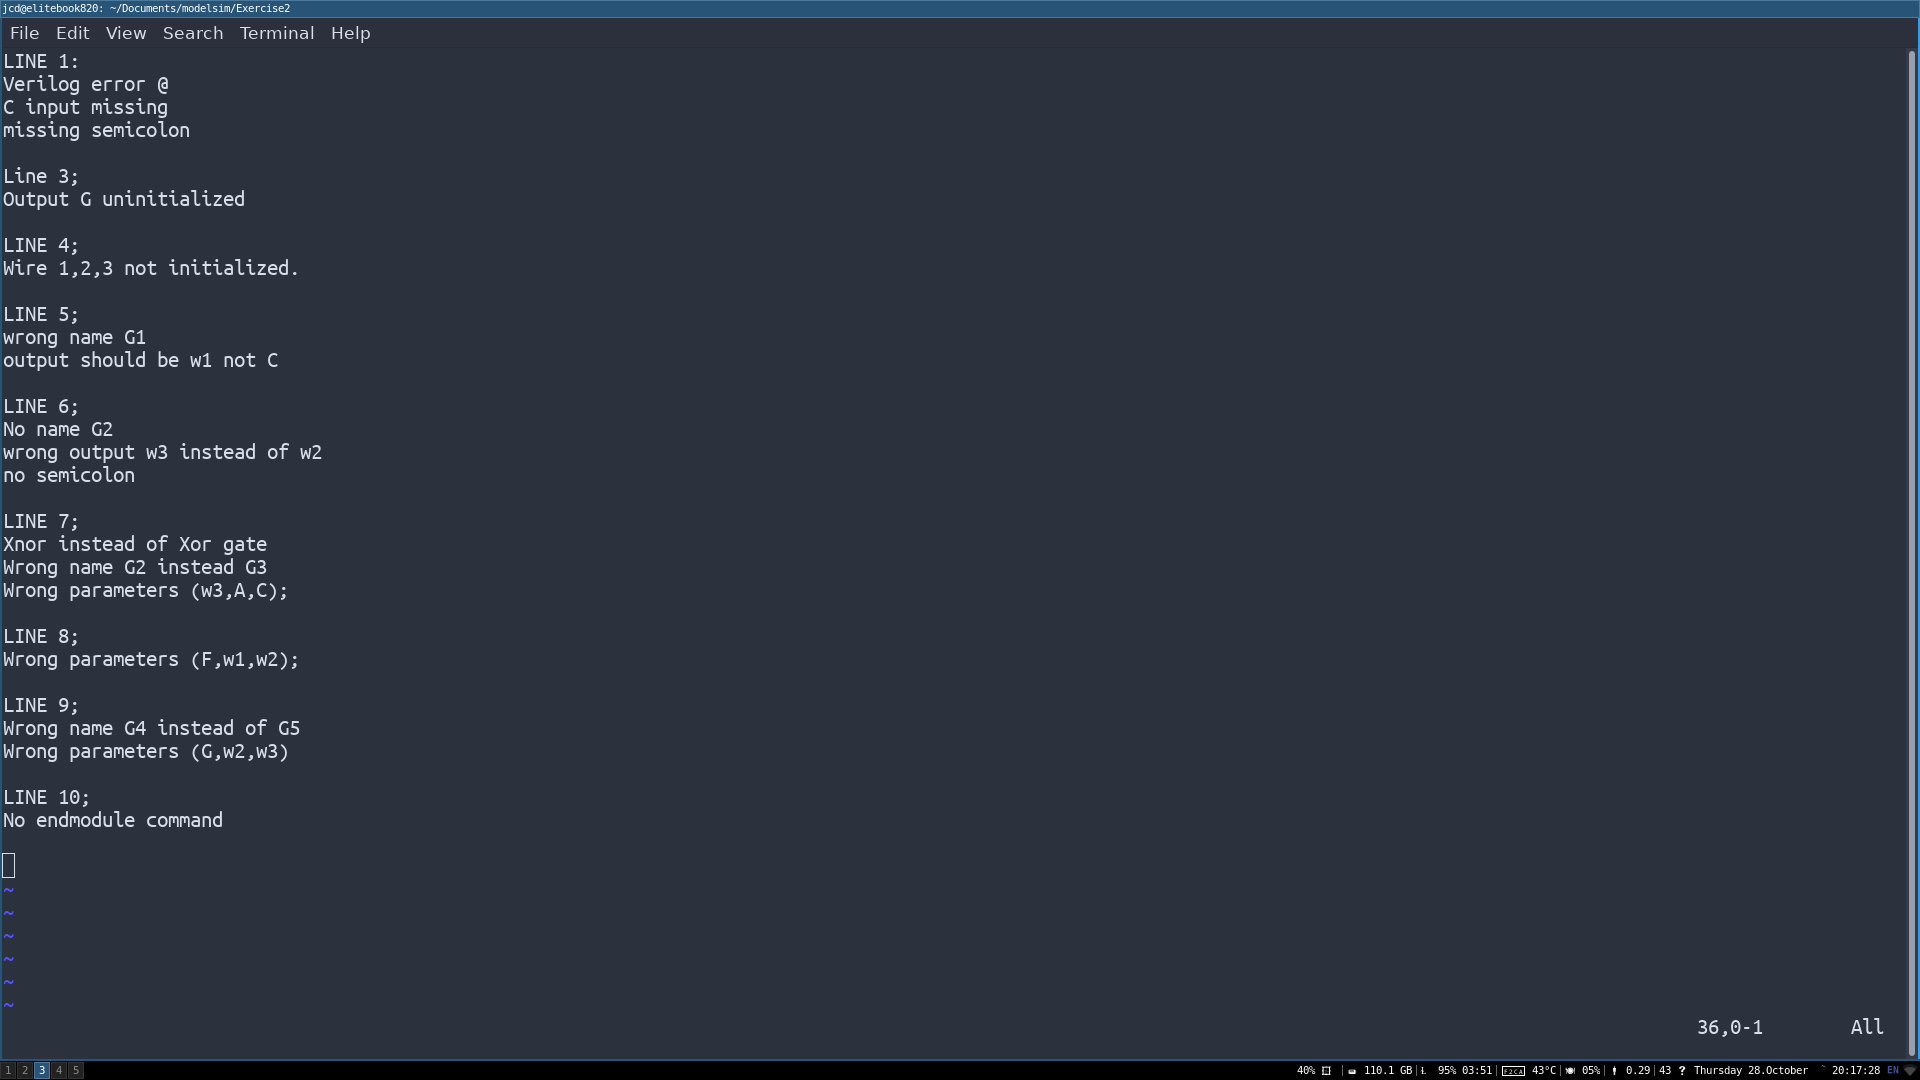 jcd@elitebook820: ~/Documents/modelsim/Exercise2
File Edit View Search Terminal Help
LINE 1:
Verilog error @
C input missing
missing semicolon
Line 3;
Output G uninitialized
LINE 4;
Wire 1,2,3 not initialized.
LINE 5;
wrong name G1
output should be w1 not C
LINE 6;
No name G2
wrong output w3 instead of w2
no semicolon
LINE 7;
Xnor instead of Xor gate
Wrong name G2 instead G3
Wrong parameters (w3,A,C);
LINE 8;
Wrong parameters (F,w1,w2);
LINE 9;
Wrong name G4 instead of G5
Wrong parameters (G,w2,w3)
LINE 10;
No endmodule command
~
~
~
~
~
~
36,0-1 All
1 2 3 4 5 40% 110.1 GB 95% 03:51 43°C 05% 0.29 43 ? Thursday 28.October 20:17:28 EN